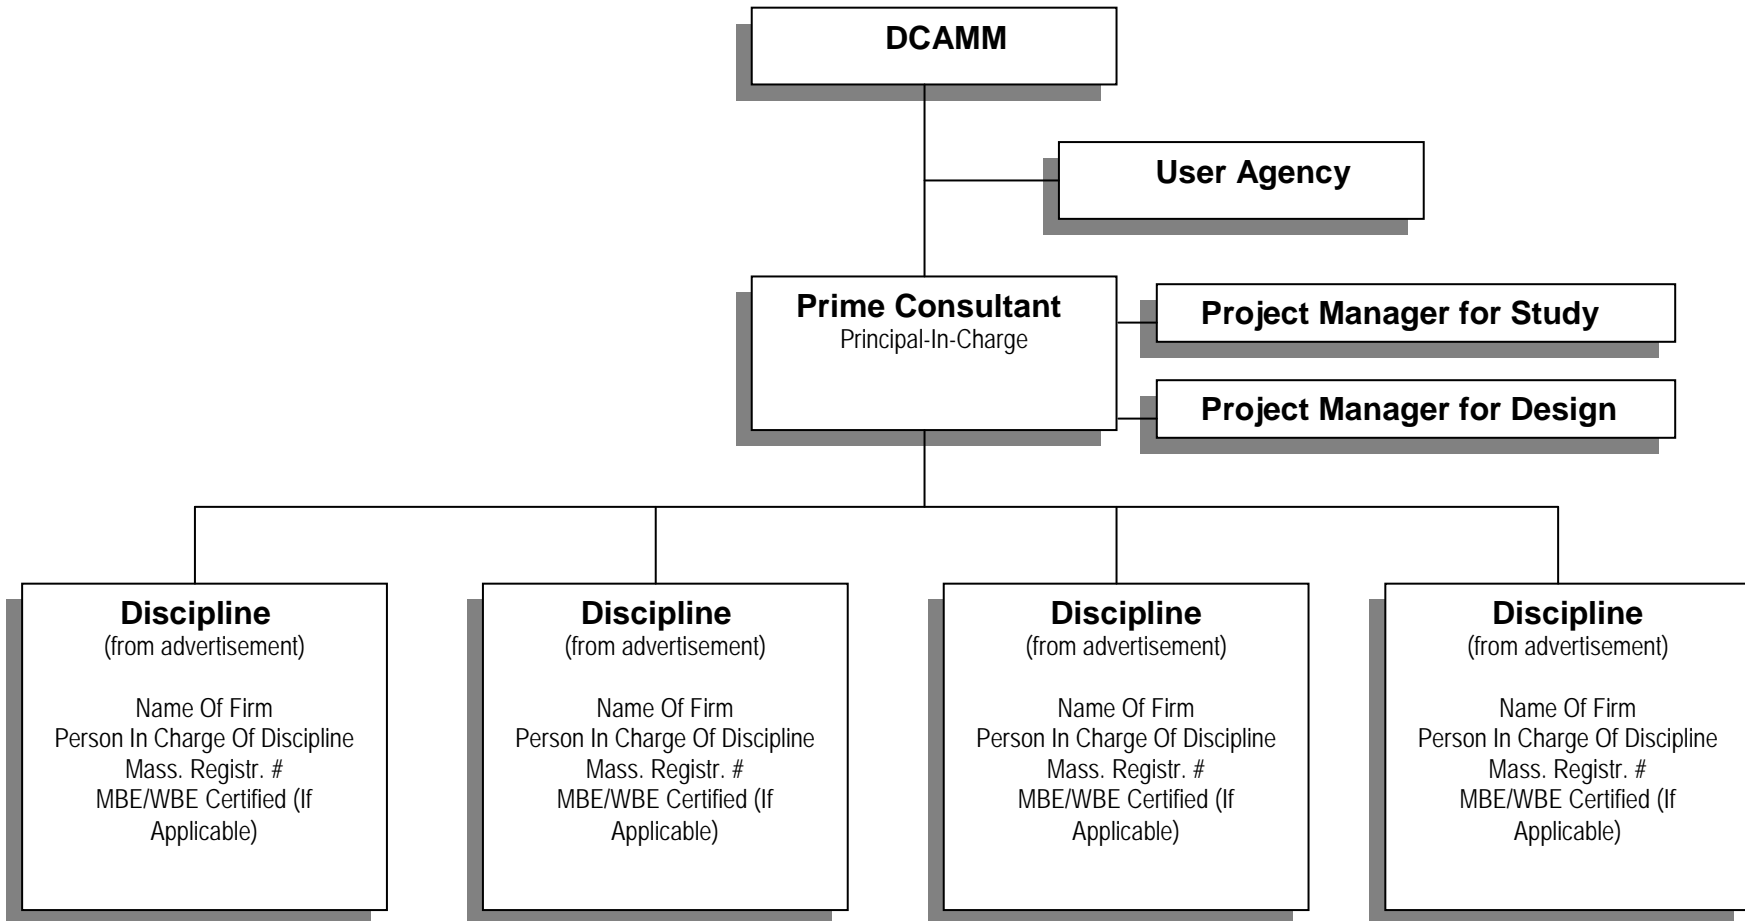 DCAMM
User Agency
Prime Consultant
Principal-In-Charge
Project Manager for Study
Project Manager for Design
Discipline
(from advertisement)
Name Of Firm
Person In Charge Of Discipline
Mass. Registr. #
MBE/WBE Certified (If
Applicable)
Discipline
(from advertisement)
Name Of Firm
Person In Charge Of Discipline
Mass. Registr. #
MBE/WBE Certified (If
Applicable)
Discipline
(from advertisement)
Name Of Firm
Person In Charge Of Discipline
Mass. Registr. #
MBE/WBE Certified (If
Applicable)
Discipline
(from advertisement)
Name Of Firm
Person In Charge Of Discipline
Mass. Registr. #
MBE/WBE Certified (If
Applicable)